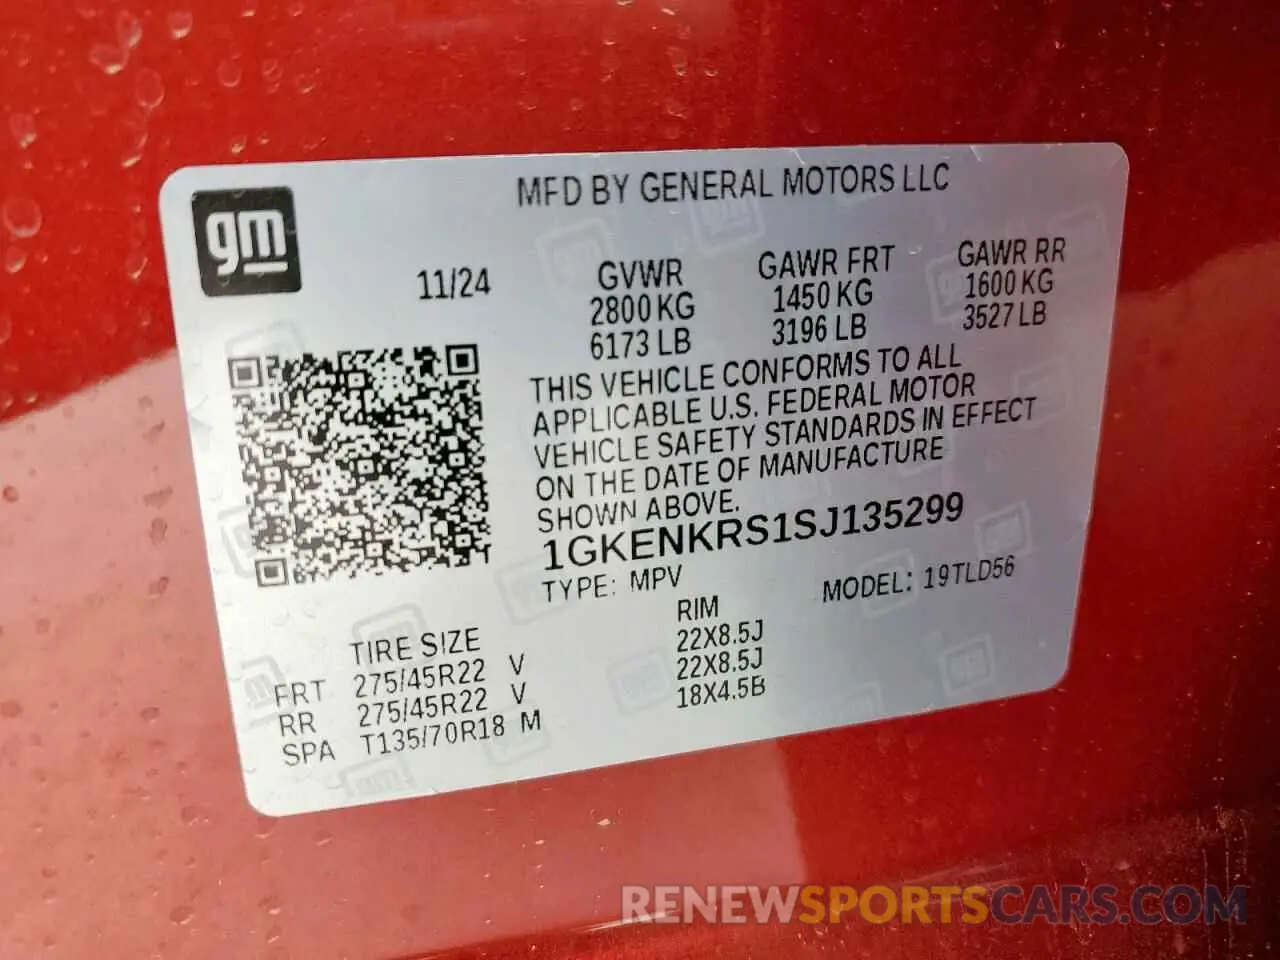 gm
MFD BY GENERAL MOTORS LLC
11/24
GVWR
2800 KG
6173 LB
GAWR FRT
1450 KG
3196 LB
GAWR RR
1600 KG
3527 LB
THIS VEHICLE CONFORMS TO ALL
APPLICABLE U.S. FEDERAL MOTOR
VEHICLE SAFETY STANDARDS IN EFFECT
ON THE DATE OF MANUFACTURE
SHOWN ABOVE.
1GKENKRS1SJ135299
TYPE: MPV
MODEL: 19TLD56
TIRE SIZE RIM
FRT 275/45R22 V 22X8.5J
RR 275/45R22 V 22X8.5J
SPA T135/70R18 M 18X4.5B
RENEWSPORTSCARS.COM